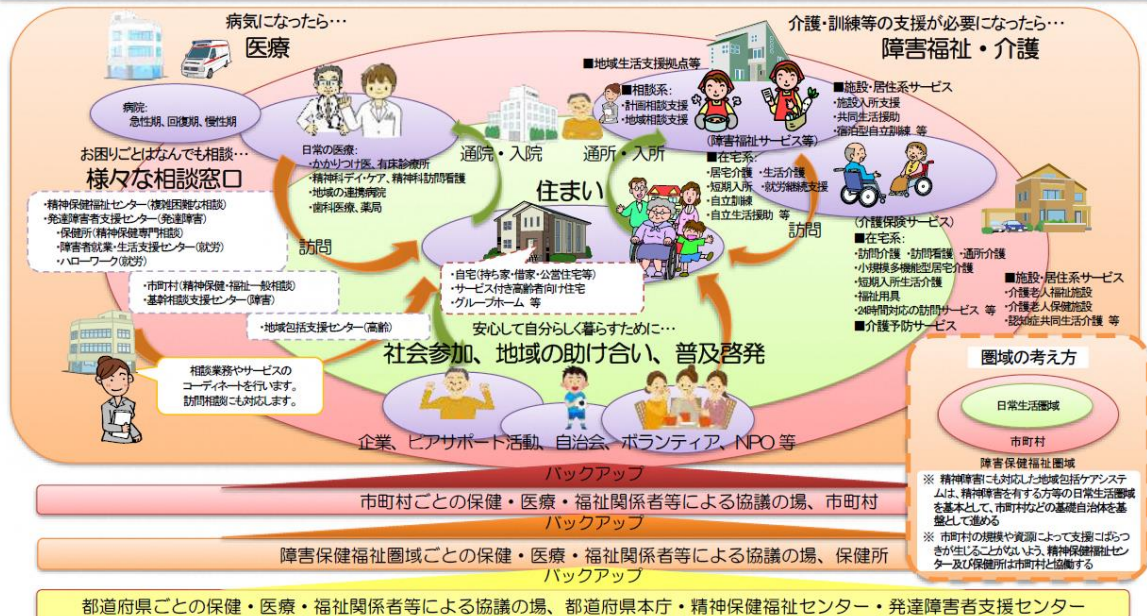 病気になったら…
医療
介護・訓練等の支援が必要になったら…
障害福祉・介護
病院:
急性期、回復期、慢性期
日常の医療:
・かかりつけ医、有床診療所
・精神科デイ・ケア、精神科訪問看護
・地域の連携病院
・歯科医療、薬局
通院・入院
通所・入所
■地域生活支援拠点等
■相談系:
・計画相談支援
・地域相談支援
■施設・居住系サービス
・施設入所支援
・共同生活援助
・宿泊型自立訓練 等
(障害福祉サービス等)
■在宅系:
・居宅介護 ・生活介護
・短期入所 ・就労継続支援
・自立訓練
・自立生活援助 等
お困りごとはなんでも相談…
様々な相談窓口
・精神保健福祉センター(複雑困難な相談)
・発達障害者支援センター(発達障害)
・保健所(精神保健専門相談)
・障害者就業・生活支援センター(就労)
・ハローワーク(就労)
・市町村(精神保健・福祉一般相談)
・基幹相談支援センター(障害)
・地域包括支援センター(高齢)
訪問
住まい
・自宅(持ち家・借家・公営住宅等)
・サービス付き高齢者向け住宅
・グループホーム 等
訪問
(介護保険サービス)
■在宅系:
・訪問介護 ・訪問看護 ・通所介護
・小規模多機能型居宅介護
・短期入所生活介護
・福祉用具
・24時間対応の訪問サービス 等
■介護予防サービス
■施設・居住系サービス
・介護老人福祉施設
・介護老人保健施設
・認知症共同生活介護 等
相談業務やサービスの
コーディネートを行います。
訪問相談にも対応します。
安心して自分らしく暮らすために…
社会参加、地域の助け合い、普及啓発
企業、ピアサポート活動、自治会、ボランティア、NPO 等
圏域の考え方
日常生活圏域
市町村
障害保健福祉圏域
※ 精神障害にも対応した地域包括ケアシステ
ムは、精神障害を有する方等の日常生活圏域
を基本として、市町村などの基礎自治体を基
盤として進める
※ 市町村の規模や資源によって支援にばらつ
きが生じることがないよう、精神保健福祉セン
ター及び保健所は市町村と協働する
バックアップ
市町村ごとの保健・医療・福祉関係者等による協議の場、市町村
バックアップ
障害保健福祉圏域ごとの保健・医療・福祉関係者等による協議の場、保健所
バックアップ
都道府県ごとの保健・医療・福祉関係者等による協議の場、都道府県本庁・精神保健福祉センター・発達障害者支援センター